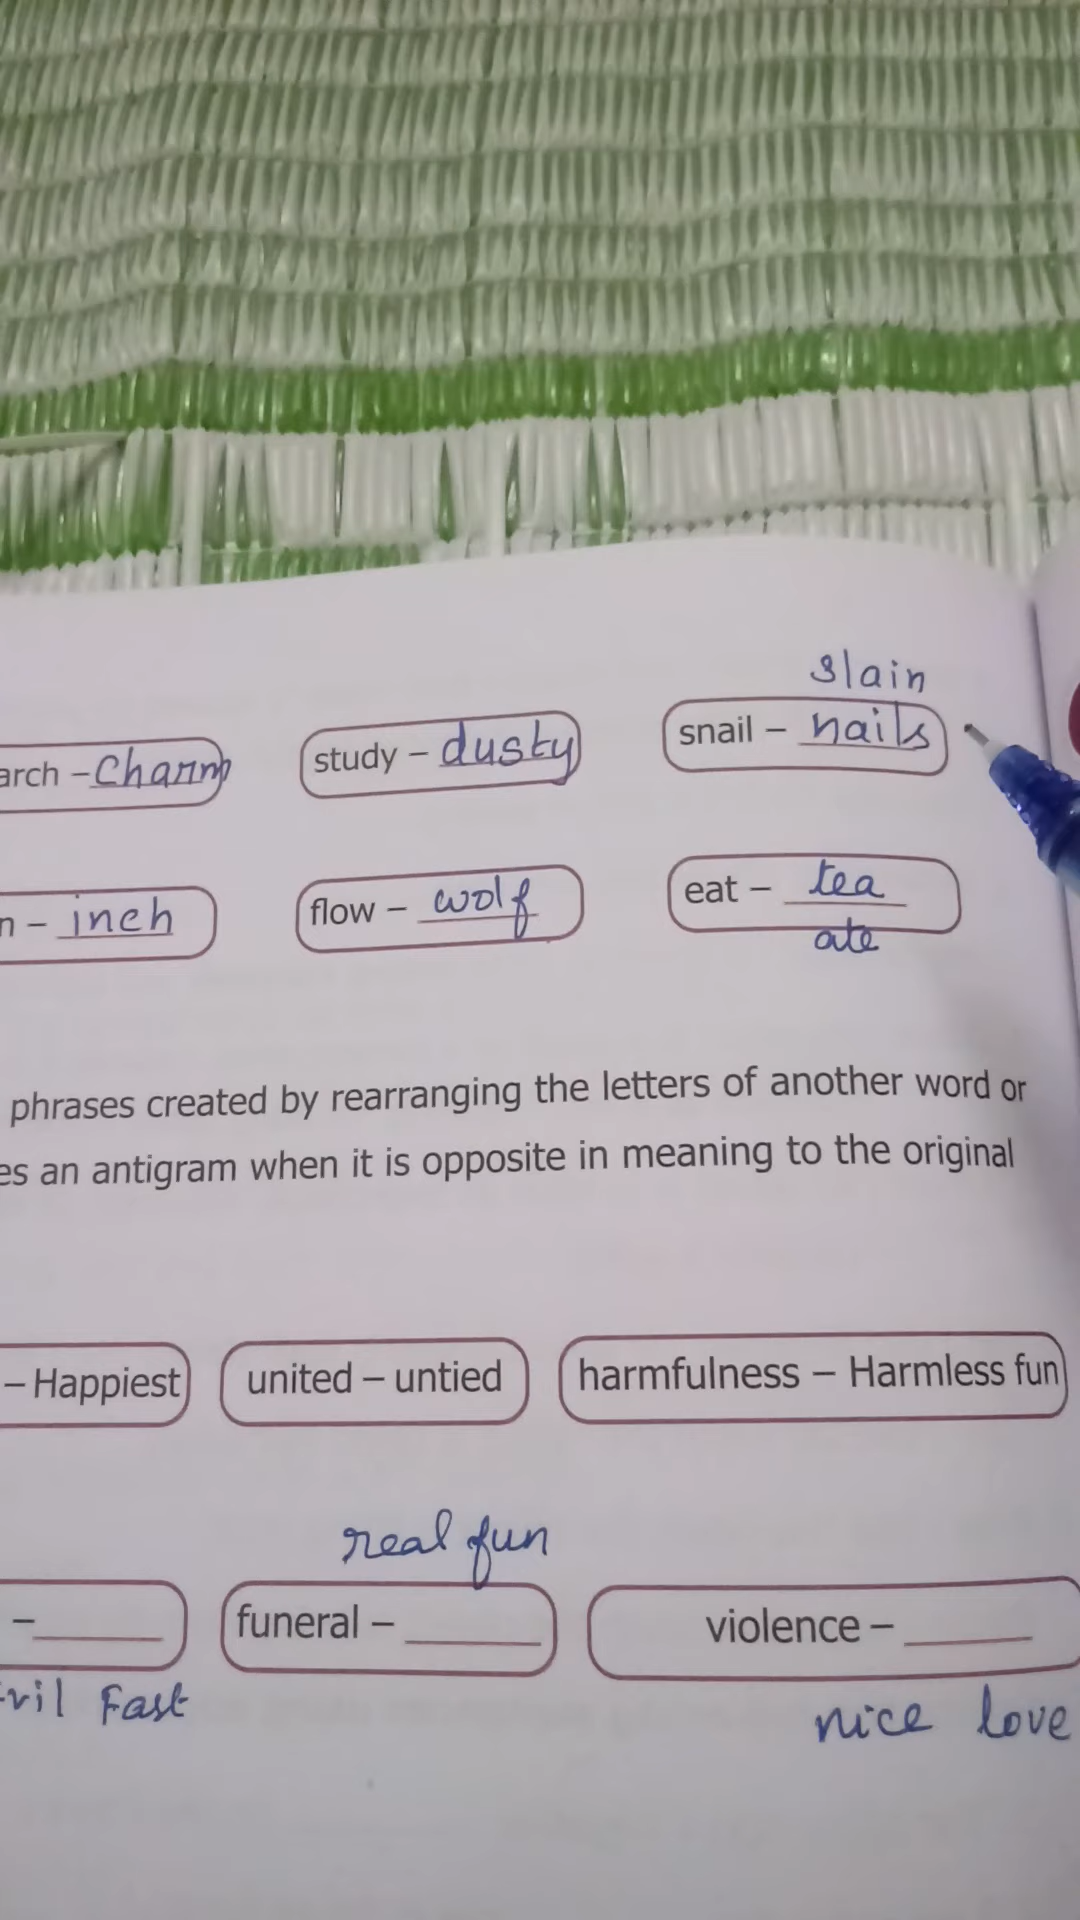 slain
arch – charm study – dusty snail – nails
n – inch flow – wolf eat – tea
ate
phrases created by rearranging the letters of another word or
es an antigram when it is opposite in meaning to the original
– Happiest united – untied harmfulness – Harmless fun
real fun
– funeral – violence –
vil Fast nice love